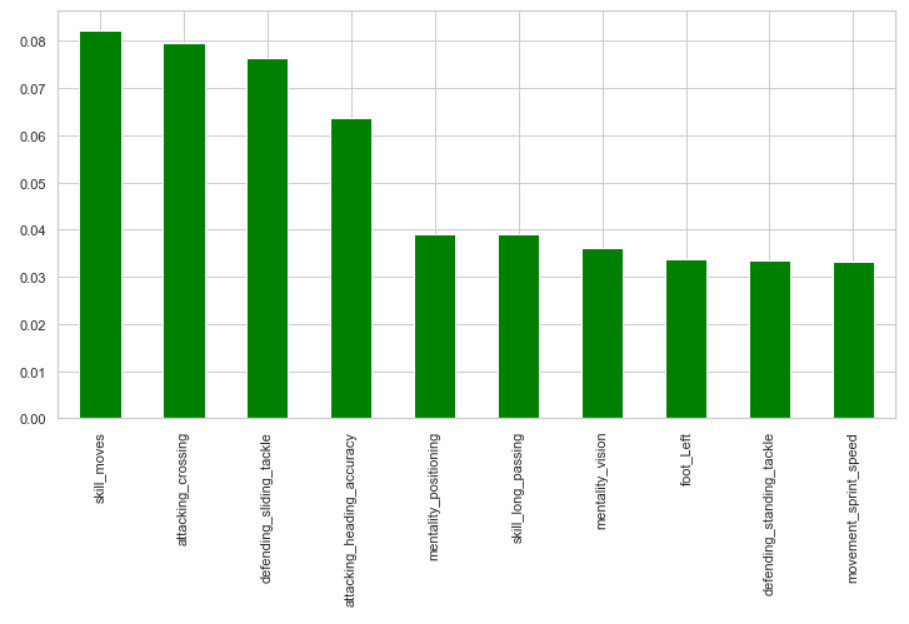 0.08
0.07
0.06
0.05
0.04
0.03
0.02
0.01
0.00
skill_moves
attacking_crossing
defending_sliding_tackle
attacking_heading_accuracy
mentality_positioning
skill_long_passing
mentality_vision
foot_Left
defending_standing_tackle
movement_sprint_speed